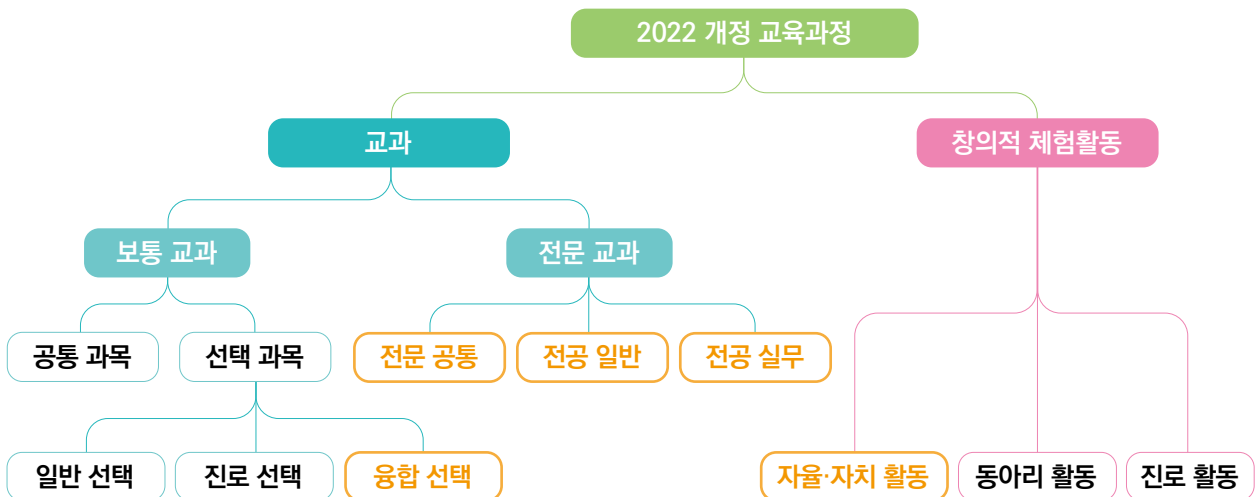 2022 개정 교육과정
교과
창의적 체험활동
보통 교과
전문 교과
공통 과목
선택 과목
전문 공통
전공 일반
전공 실무
일반 선택
진로 선택
융합 선택
자율·자치 활동
동아리 활동
진로 활동